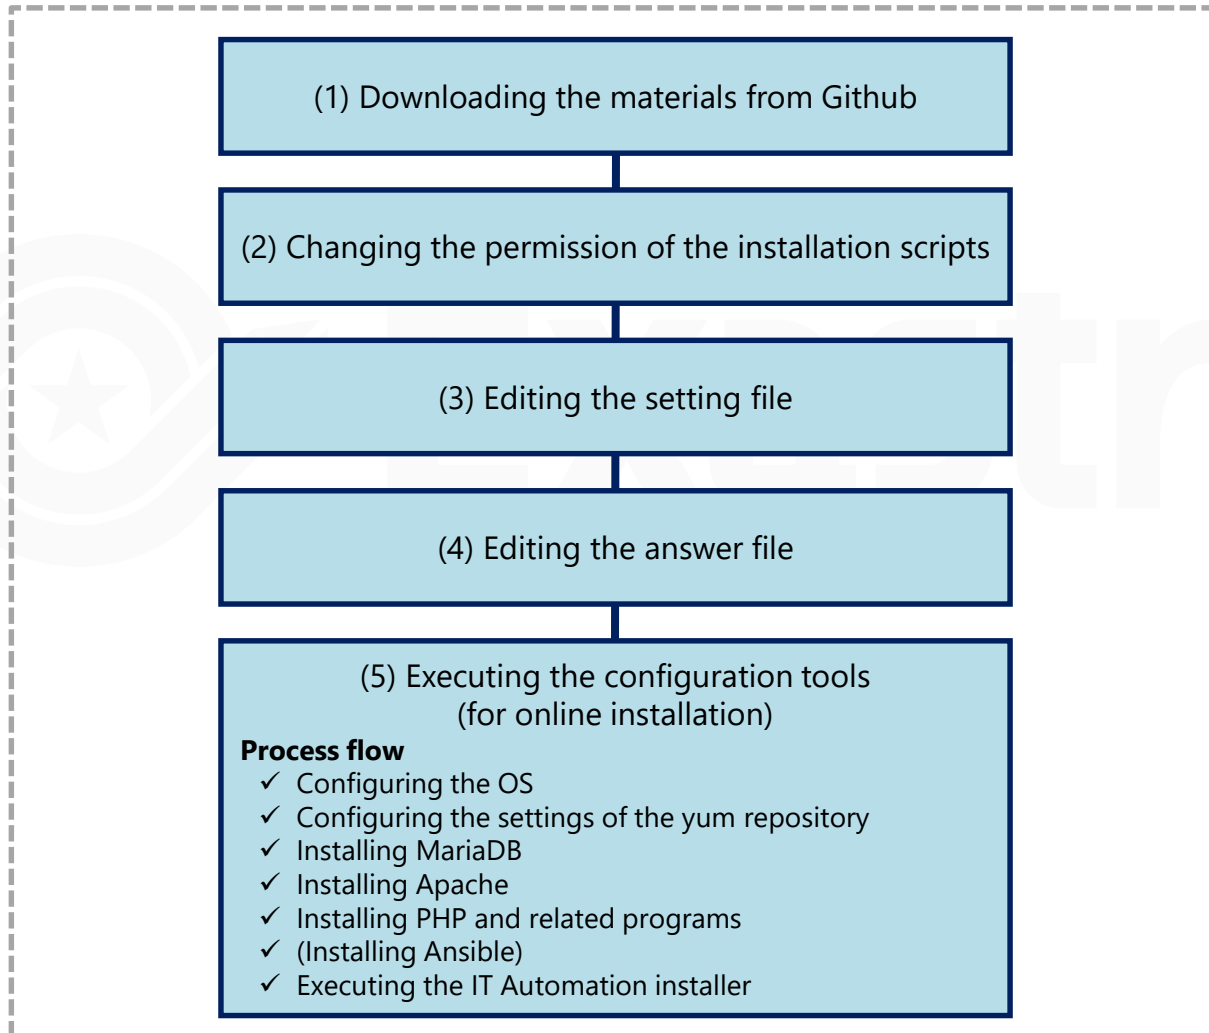 (1) Downloading the materials from Github
(2) Changing the permission of the installation scripts
(3) Editing the setting file
(4) Editing the answer file
(5) Executing the configuration tools
(for online installation)
Process flow
✓ Configuring the OS
✓ Configuring the settings of the yum repository
✓ Installing MariaDB
✓ Installing Apache
✓ Installing PHP and related programs
✓ (Installing Ansible)
✓ Executing the IT Automation installer